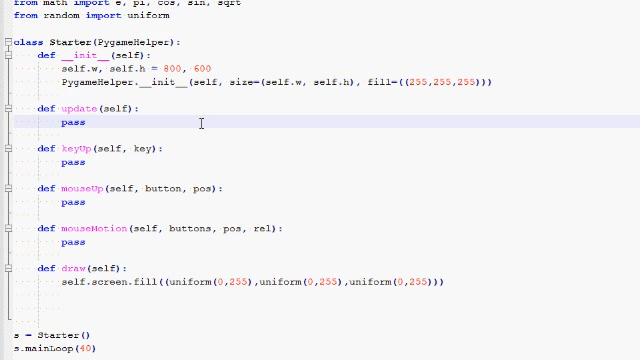 from math import e, pi, cos, sin, sqrt
from random import uniform
class Starter(PygameHelper):
def __init__(self):
self.w, self.h = 800, 600
PygameHelper.__init__(self, size=(self.w, self.h), fill=((255,255,255)))
def update(self):
pass
def keyUp(self, key):
pass
def mouseUp(self, button, pos):
pass
def mouseMotion(self, buttons, pos, rel):
pass
def draw(self):
self.screen.fill((uniform(0,255),uniform(0,255),uniform(0,255)))
s = Starter()
s.mainLoop(40)